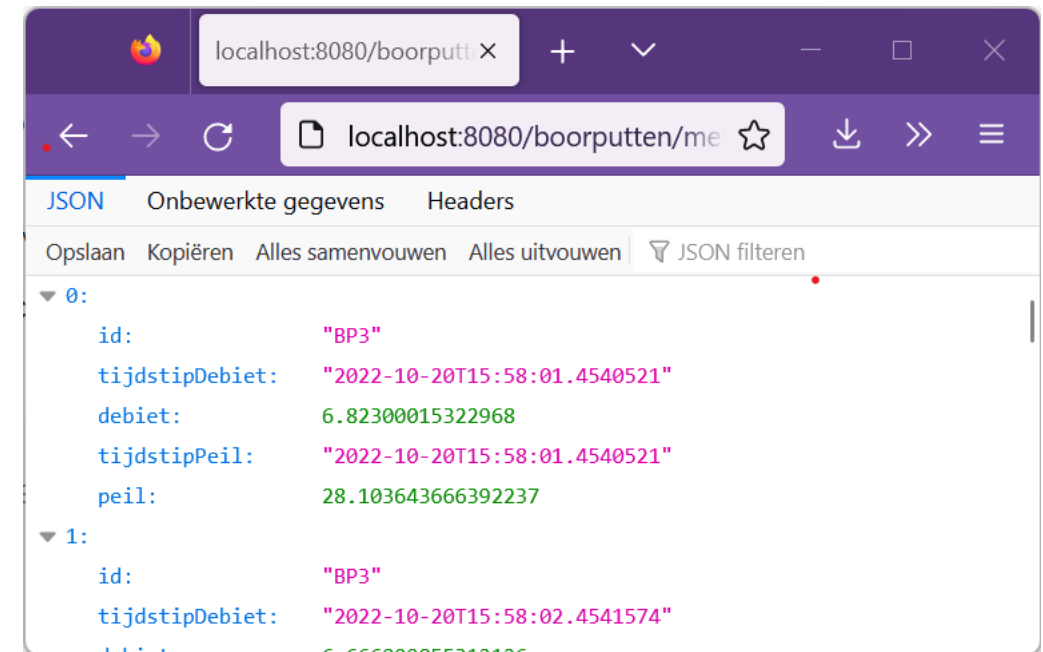 localhost:8080/boorputt
localhost:8080/boorputten/me
JSON Onbewerkte gegevens Headers
Opslaan Kopiëren Alles samenvouwen Alles uitvouwen JSON filteren
0:
id: "BP3"
tijdstipDebiet: "2022-10-20T15:58:01.4540521"
debiet: 6.82300015322968
tijdstipPeil: "2022-10-20T15:58:01.4540521"
peil: 28.103643666392237
1:
id: "BP3"
tijdstipDebiet: "2022-10-20T15:58:02.4541574"